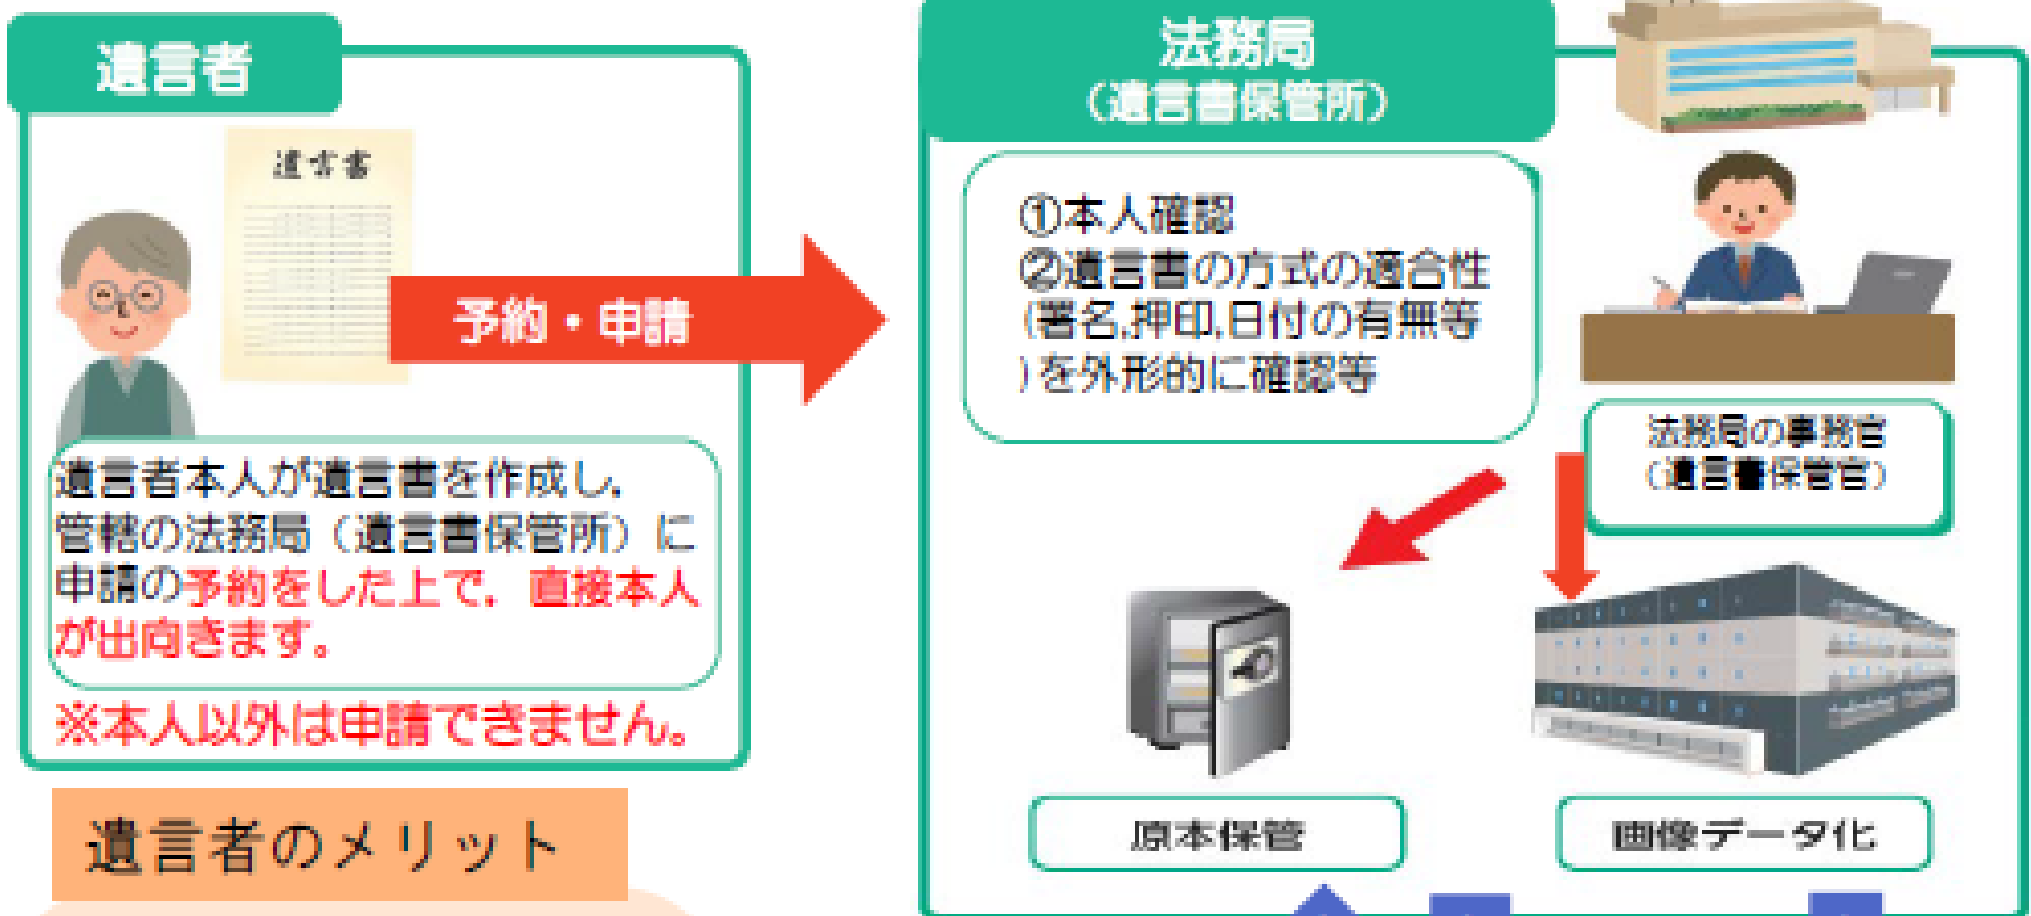 遺言者
遺言書
予約・申請
遺言者本人が遺言書を作成し,
管轄の法務局（遺言書保管所）に
申請の予約をした上で，直接本人
が出向きます。
※本人以外は申請できません。
遺言者のメリット
法務局
（遺言書保管所）
①本人確認
②遺言書の方式の適合性
(署名,押印,日付の有無等
)を外形的に確認等
法務局の事務官
（遺言書保管官）
原本保管
画像データ化